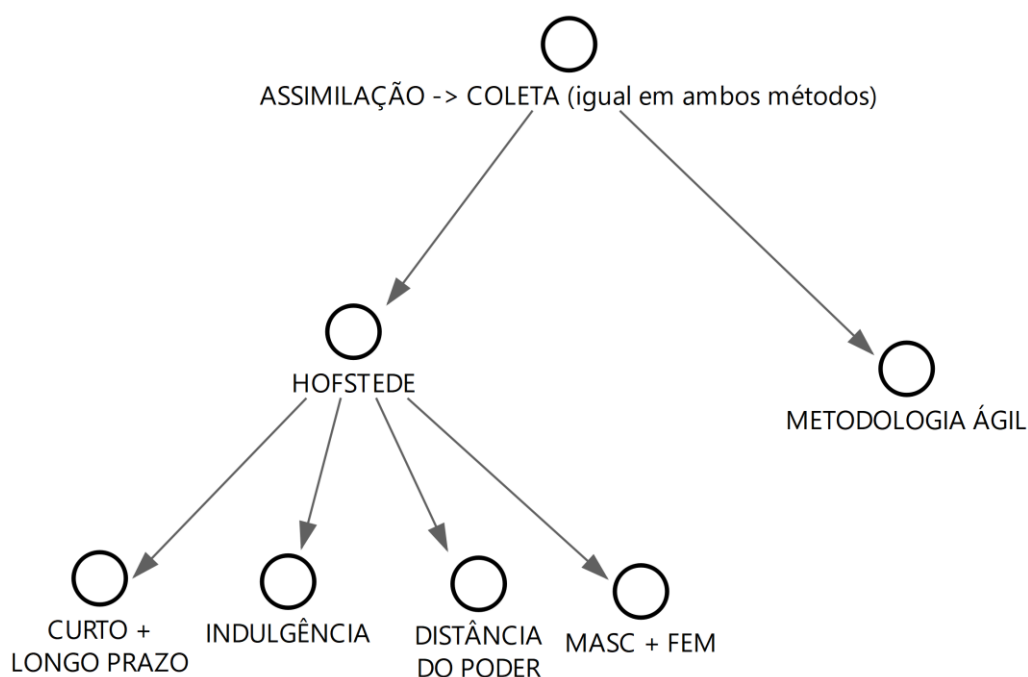 ASSIMILAÇÃO -> COLETA (igual em ambos métodos)
HOFSTEDE
METODOLOGIA ÁGIL
CURTO +
LONGO PRAZO
INDULGÊNCIA
DISTÂNCIA
DO PODER
MASC + FEM